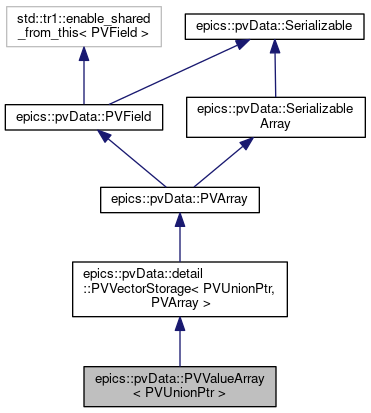 std::tr1::enable_shared
_from_this< PVField >
epics::pvData::Serializable
epics::pvData::PVField
epics::pvData::Serializable
Array
epics::pvData::PVArray
epics::pvData::detail
::PVVectorStorage< PVUnionPtr,
PVArray >
epics::pvData::PVValueArray
< PVUnionPtr >